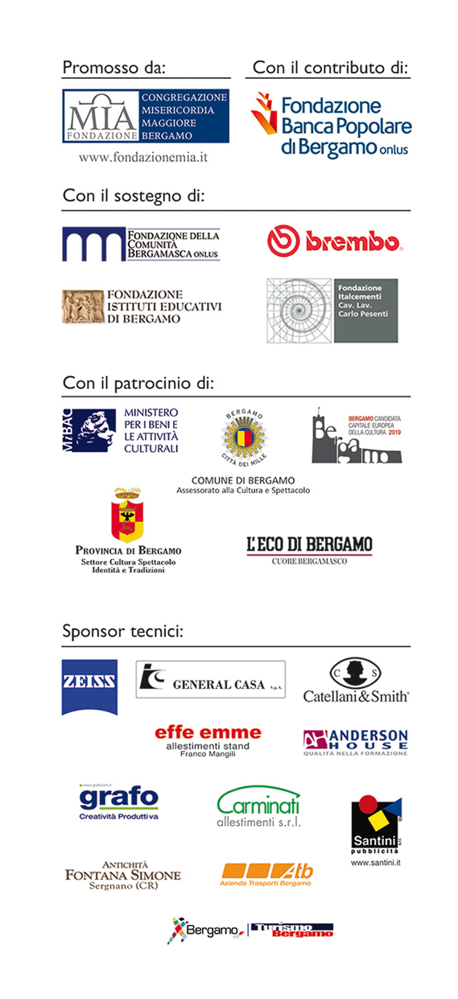 Promosso da:
MIA
FONDAZIONE
CONGREGAZIONE
MISERICORDIA
MAGGIORE
BERGAMO
www.fondazionemia.it
Con il contributo di:
Fondazione
Banca Popolare
di Bergamo onlus
Con il sostegno di:
FONDAZIONE DELLA
COMUNITÀ
BERGAMASCA ONLUS
brembo®
FONDAZIONE
ISTITUTI EDUCATIVI
DI BERGAMO
Fondazione
Italcementi
Cav. Lav.
Carlo Pesenti
Con il patrocinio di:
MiBAC
MINISTERO
PER I BENI E
LE ATTIVITÀ
CULTURALI
BERGAMO
CITTÀ DEI MILLE
COMUNE DI BERGAMO
Assessorato alla Cultura e Spettacolo
Bergamo
BERGAMO CANDIDATA
CAPITALE EUROPEA
DELLA CULTURA 2019
PROVINCIA DI BERGAMO
Settore Cultura Spettacolo
Identità e Tradizioni
L'ECO DI BERGAMO
CUORE BERGAMASCO
Sponsor tecnici:
ZEISS
GENERAL CASA S.p.A.
C S
Catellani&Smith®
effe emme
allestimenti stand
Franco Mangili
AH ANDERSON
HOUSE
QUALITÀ NELLA FORMAZIONE
www.grafocom.it
grafo
Creatività Produttiva
Carminati
allestimenti s.r.l.
Santini s.r.l.
pubblicità
www.santini.it
ANTICHITÀ
FONTANA SIMONE
Sergnano (CR)
Atb
Azienda Trasporti Bergamo
Bergamo
Turismo
Bergamo